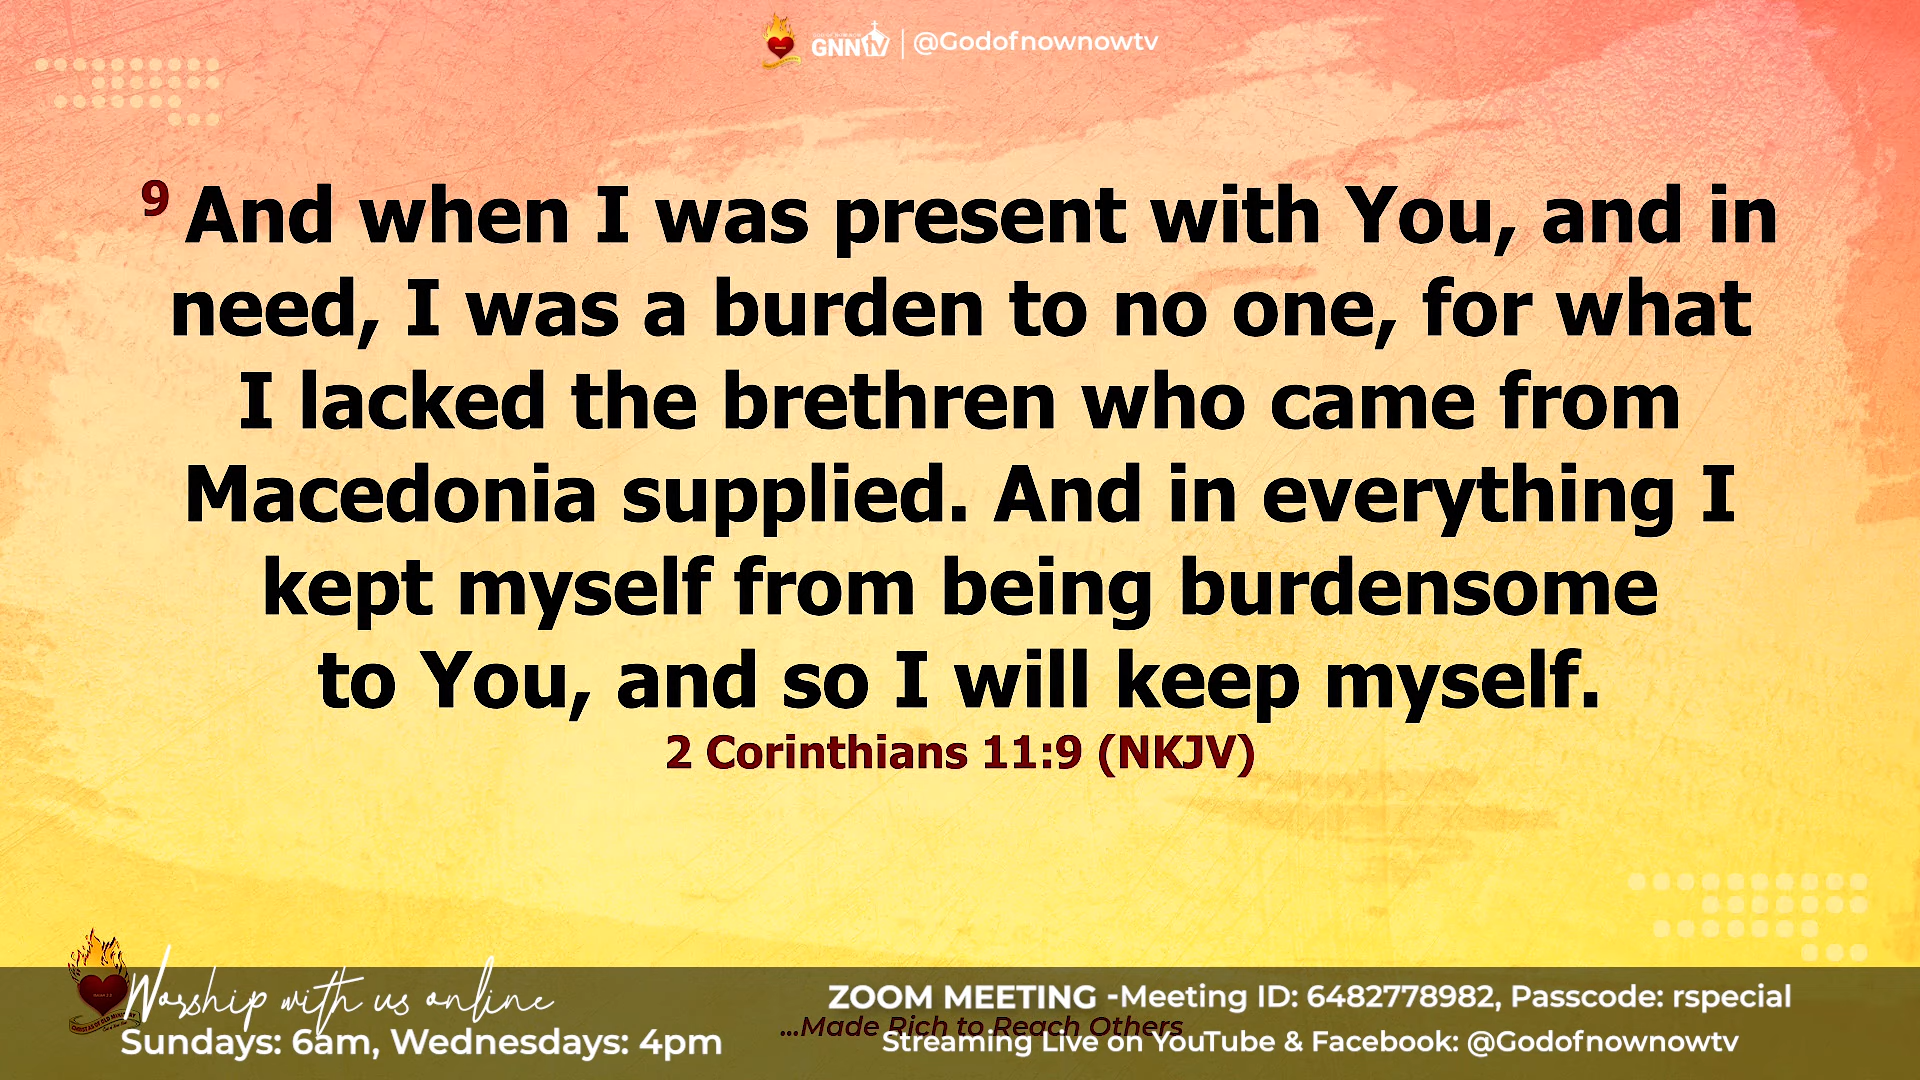 GNNTV | @Godofnownowtv
9 And when I was present with You, and in
need, I was a burden to no one, for what
I lacked the brethren who came from
Macedonia supplied. And in everything I
kept myself from being burdensome
to You, and so I will keep myself.
2 Corinthians 11:9 (NKJV)
Worship with us online
Sundays: 6am, Wednesdays: 4pm
ZOOM MEETING -Meeting ID: 6482778982, Passcode: rspecial
...Made Rich to Reach Others
Streaming Live on YouTube & Facebook: @Godofnownowtv